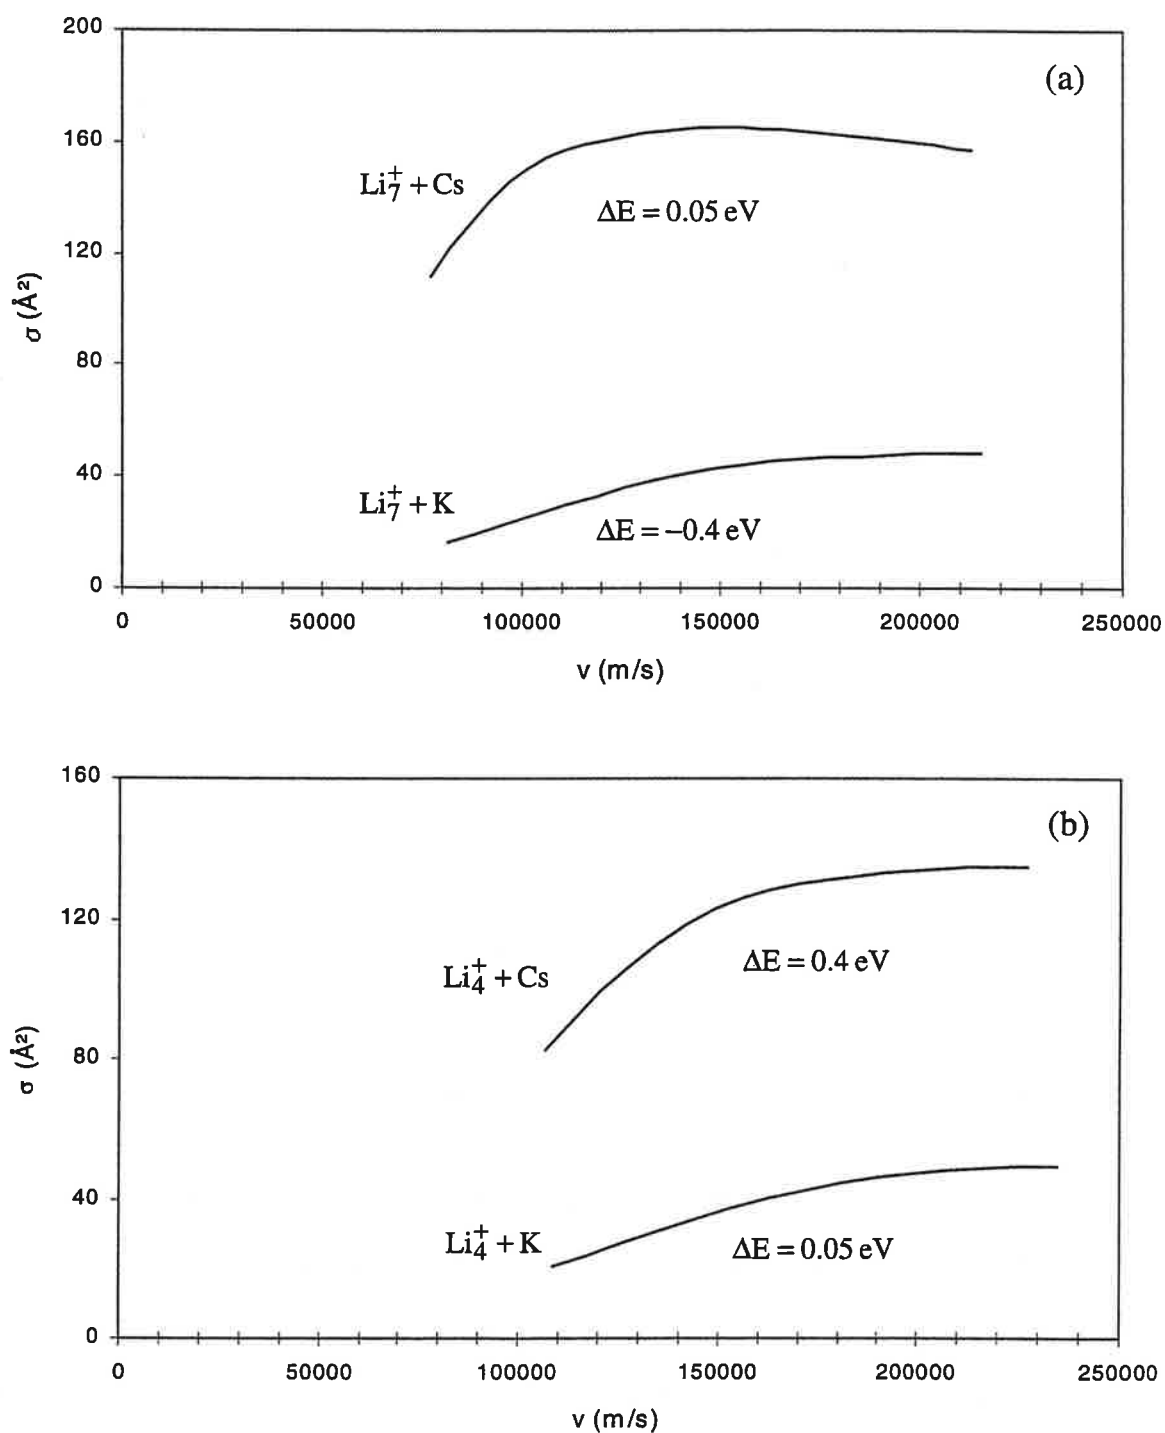 200
(a)
160
Li₇⁺ + Cs
ΔE = 0.05 eV
120
σ (Å²)
80
40
Li₇⁺ + K
ΔE = −0.4 eV
0
0 50000 100000 150000 200000 250000
v (m/s)
160
(b)
120
ΔE = 0.4 eV
Li₄⁺ + Cs
80
σ (Å²)
40
Li₄⁺ + K
ΔE = 0.05 eV
0
0 50000 100000 150000 200000 250000
v (m/s)